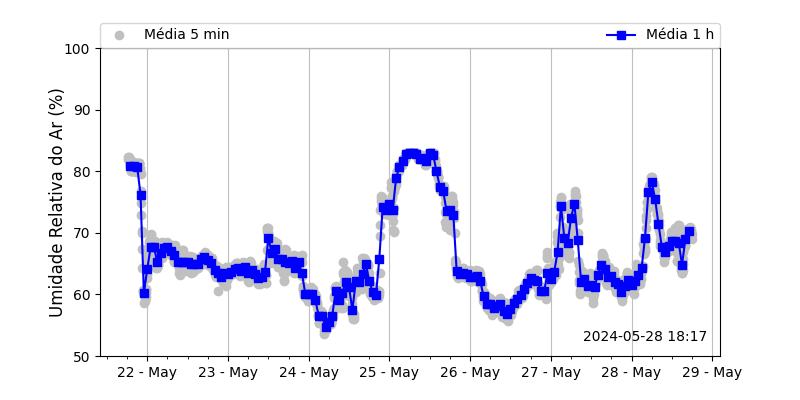 Média 5 min Média 1 h
100
90
80
70
60
50
Umidade Relativa do Ar (%)
2024-05-28 18:17
22 - May 23 - May 24 - May 25 - May 26 - May 27 - May 28 - May 29 - May